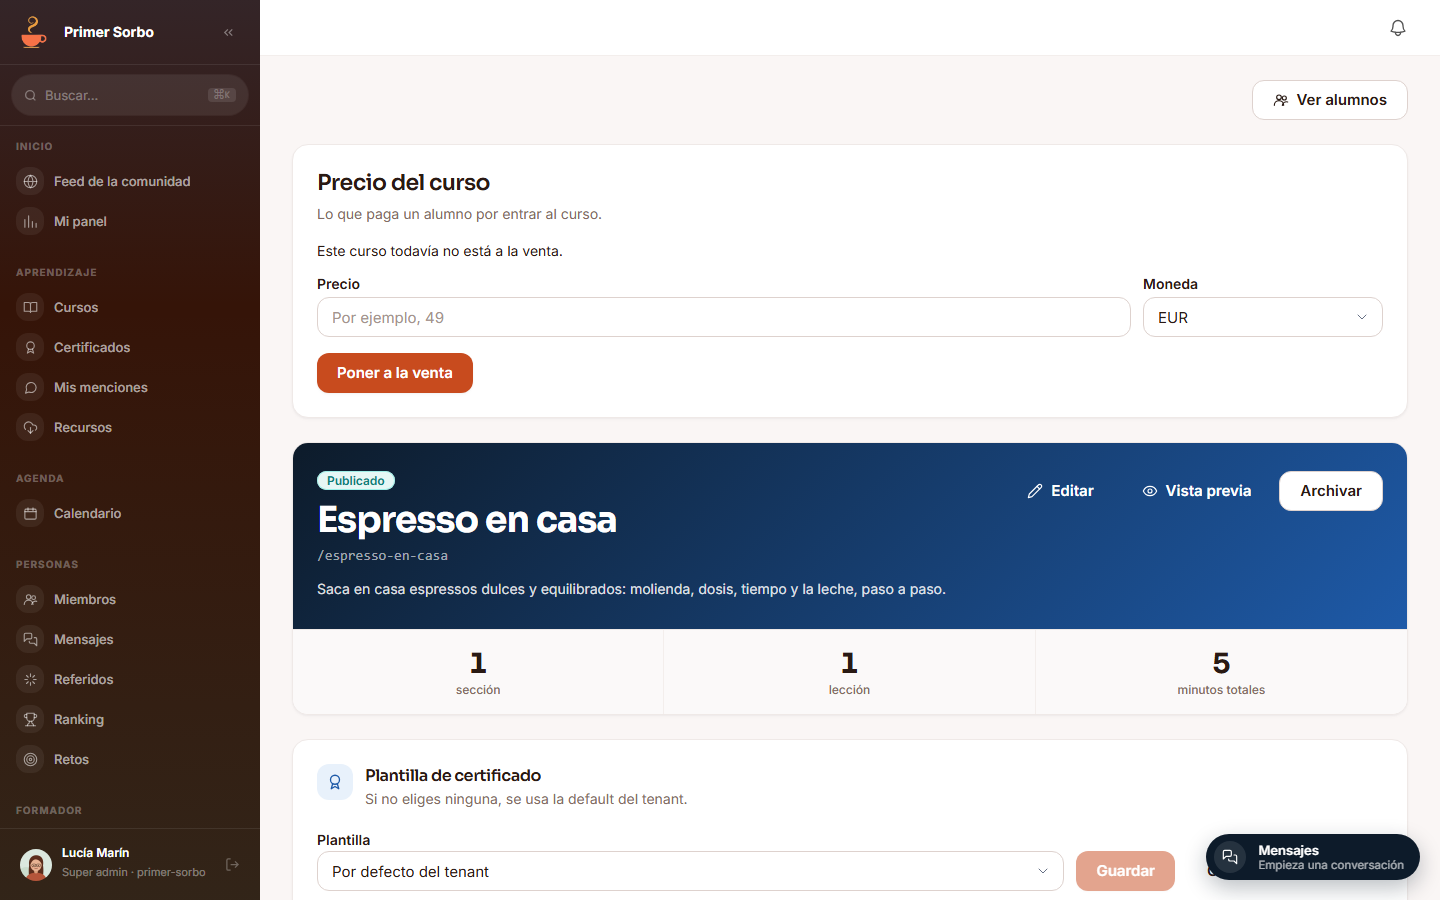 Primer Sorbo
Buscar...
⌘K
INICIO
Feed de la comunidad
Mi panel
APRENDIZAJE
Cursos
Certificados
Mis menciones
Recursos
AGENDA
Calendario
PERSONAS
Miembros
Mensajes
Referidos
Ranking
Retos
FORMADOR
Lucía Marín
Super admin · primer-sorbo
Ver alumnos
Precio del curso
Lo que paga un alumno por entrar al curso.
Este curso todavía no está a la venta.
Precio
Moneda
Por ejemplo, 49
EUR
Poner a la venta
Publicado
Editar
Vista previa
Archivar
Espresso en casa
/espresso-en-casa
Saca en casa espressos dulces y equilibrados: molienda, dosis, tiempo y la leche, paso a paso.
1
sección
1
lección
5
minutos totales
Plantilla de certificado
Si no eliges ninguna, se usa la default del tenant.
Plantilla
Por defecto del tenant
Guardar
Mensajes
Empieza una conversación